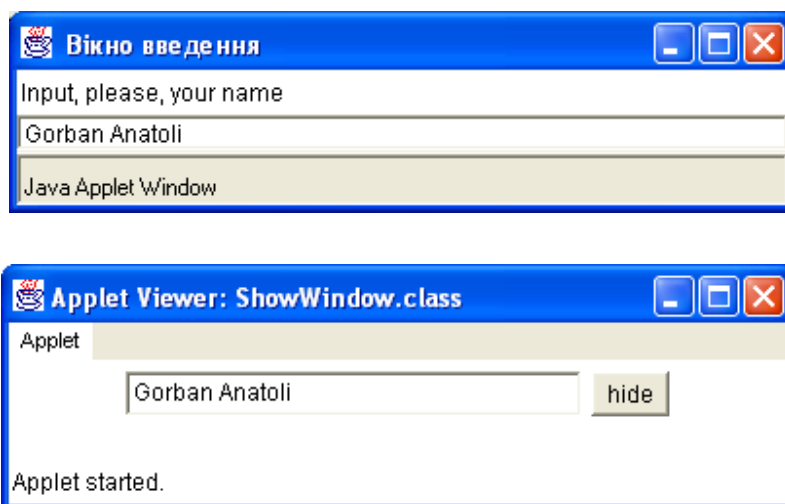 Вікно введення
Input, please, your name
Gorban Anatoli
Java Applet Window
Applet Viewer: ShowWindow.class
Applet
Gorban Anatoli hide
Applet started.